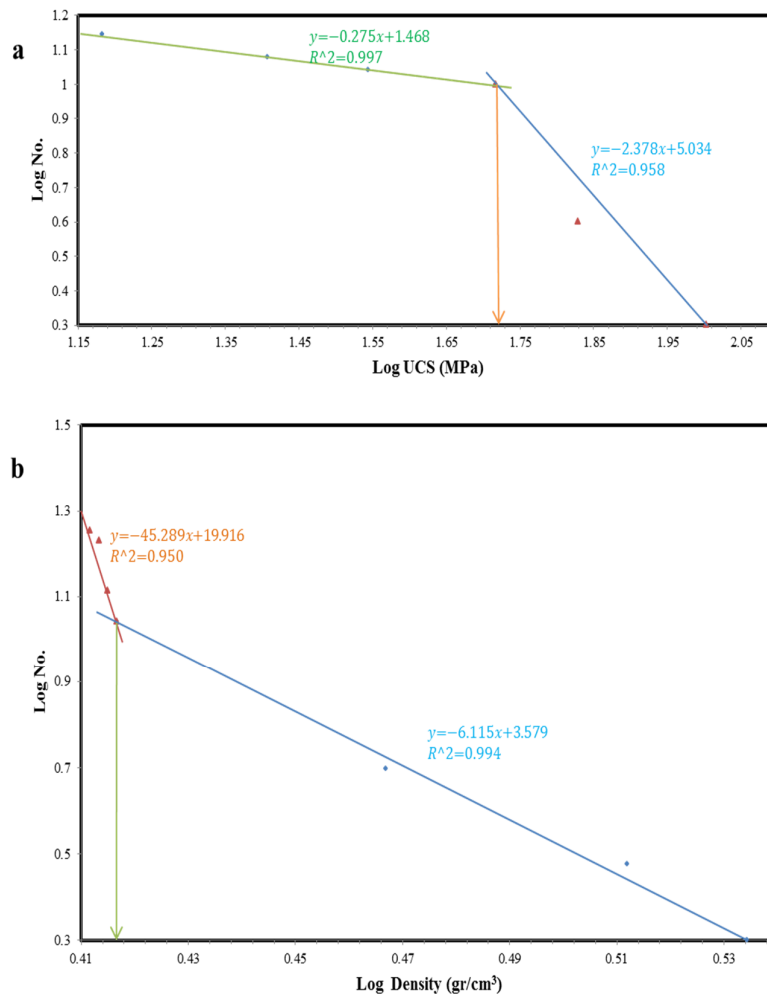 a
1.2
1.1
1
0.9
0.8
0.7
0.6
0.5
0.4
0.3
Log No.
y=−0.275x+1.468
R^2=0.997
y=−2.378x+5.034
R^2=0.958
1.15 1.25 1.35 1.45 1.55 1.65 1.75 1.85 1.95 2.05
Log UCS (MPa)
b
1.5
1.3
1.1
0.9
0.7
0.5
0.3
Log No.
y=−45.289x+19.916
R^2=0.950
y=−6.115x+3.579
R^2=0.994
0.41 0.43 0.45 0.47 0.49 0.51 0.53
Log Density (gr/cm³)